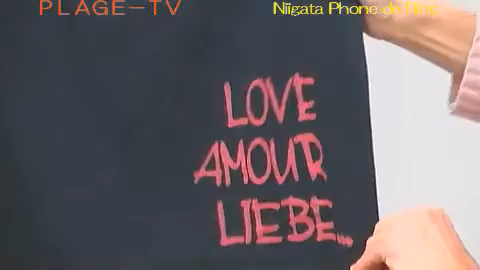 PLAGE-TV
Niigata Phone de Ring
LOVE
AMOUR
LIEBE...